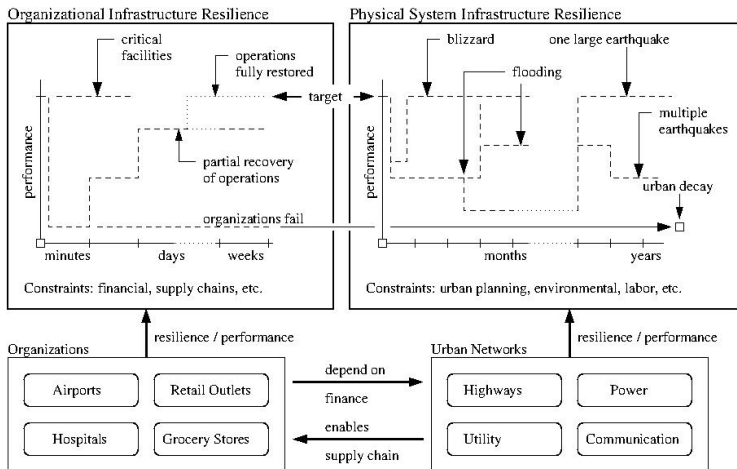 Organizational Infrastructure Resilience
critical
facilities
operations
fully restored
performance
partial recovery
of operations
organizations fail
minutes
days
weeks
Constraints: financial, supply chains, etc.
target
Physical System Infrastructure Resilience
blizzard
one large earthquake
flooding
performance
multiple
earthquakes
urban decay
months
years
Constraints: urban planning, environmental, labor, etc.
resilience / performance
resilience / performance
Organizations
Airports
Retail Outlets
Hospitals
Grocery Stores
depend on
finance
enables
supply chain
Urban Networks
Highways
Power
Utility
Communication